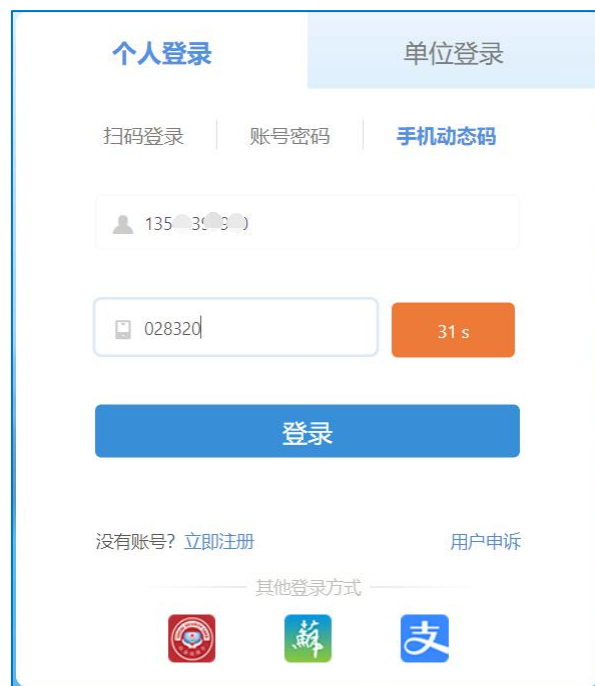 个人登录 单位登录
扫码登录 账号密码 手机动态码
135
028320 31 s
登录
没有账号? 立即注册 用户申诉
其他登录方式
蘇
支